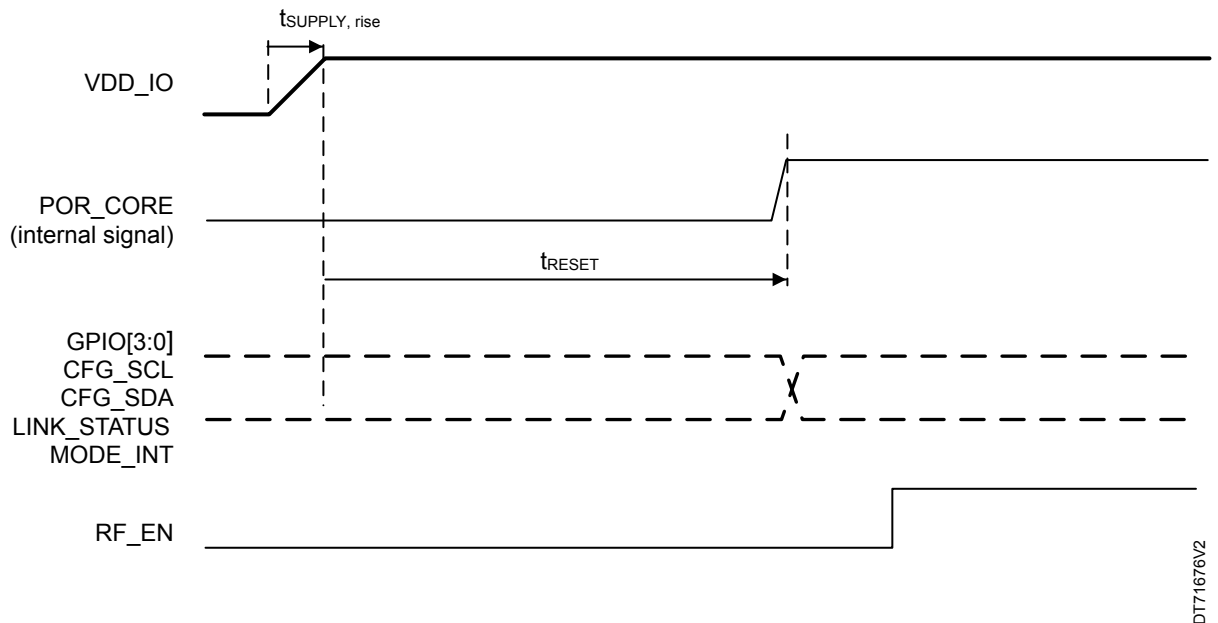 tSUPPLY, rise
VDD_IO
POR_CORE
(internal signal)
tRESET
GPIO[3:0]
CFG_SCL
CFG_SDA
LINK_STATUS
MODE_INT
RF_EN
DT71676V2